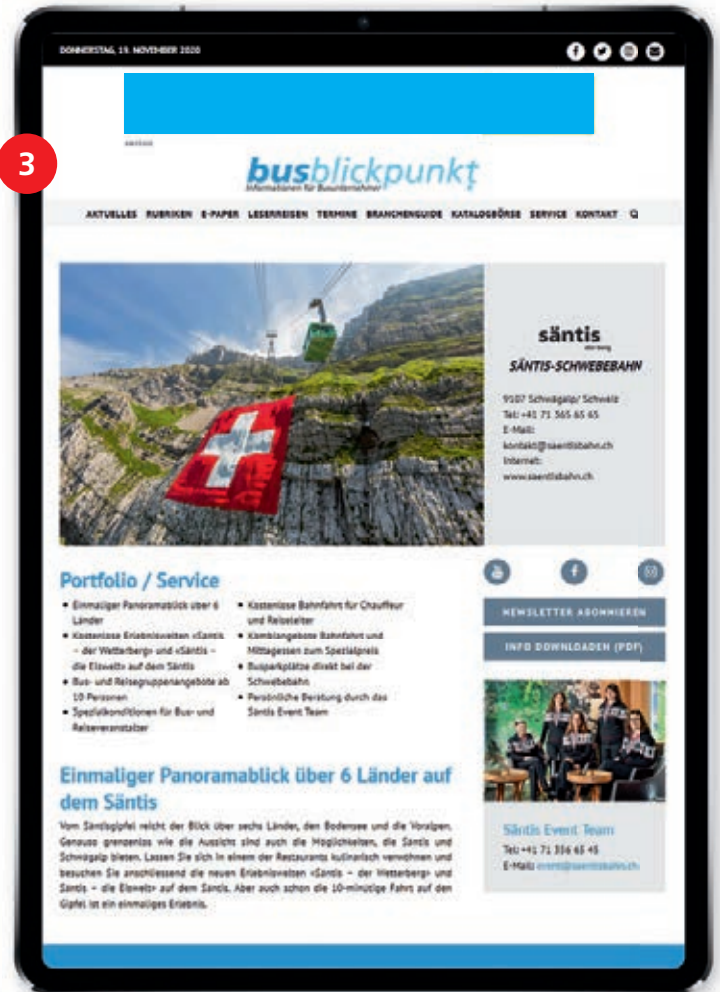 DONNERSTAG, 19. NOVEMBER 2020
3
ANZEIGE
busblickpunkt
Informationen für Busunternehmer
AKTUELLES RUBRIKEN E-PAPER LESERREISEN TERMINE BRANCHENGUIDE KATALOGBÖRSE SERVICE KONTAKT
säntis
der berg
SÄNTIS-SCHWEBEBAHN
9107 Schwägalp/ Schweiz
Tel: +41 71 365 65 65
E-Mail:
kontakt@saentisbahn.ch
Internet:
www.saentisbahn.ch
Portfolio / Service
• Einmaliger Panoramablick über 6
Länder
• Kostenlose Erlebniswelten «Säntis
– der Wetterberg» und «Säntis –
die Eiswelt» auf dem Säntis
• Bus- und Reisegruppenangebote ab
10 Personen
• Spezialkonditionen für Bus- und
Reiseveranstalter
• Kostenlose Bahnfahrt für Chauffeur
und Reiseleiter
• Kombiangebote Bahnfahrt und
Mittagessen zum Spezialpreis
• Busparkplätze direkt bei der
Schwebebahn
• Persönliche Beratung durch das
Säntis Event Team
NEWSLETTER ABONNIEREN
INFO DOWNLOADEN (PDF)
Einmaliger Panoramablick über 6 Länder auf
dem Säntis
Vom Säntisgipfel reicht der Blick über sechs Länder, den Bodensee und die Voralpen.
Genauso grenzenlos wie die Aussicht sind auch die Möglichkeiten, die Säntis und
Schwägalp bieten. Lassen Sie sich in einem der Restaurants kulinarisch verwöhnen und
besuchen Sie anschliessend die neuen Erlebniswelten «Säntis – der Wetterberg» und
Säntis – die Eiswelt» auf dem Säntis. Aber auch schon die 10-minütige Fahrt auf den
Gipfel ist ein einmaliges Erlebnis.
Säntis Event Team
Tel: +41 71 356 65 45
E-Mail: event@saentisbahn.ch